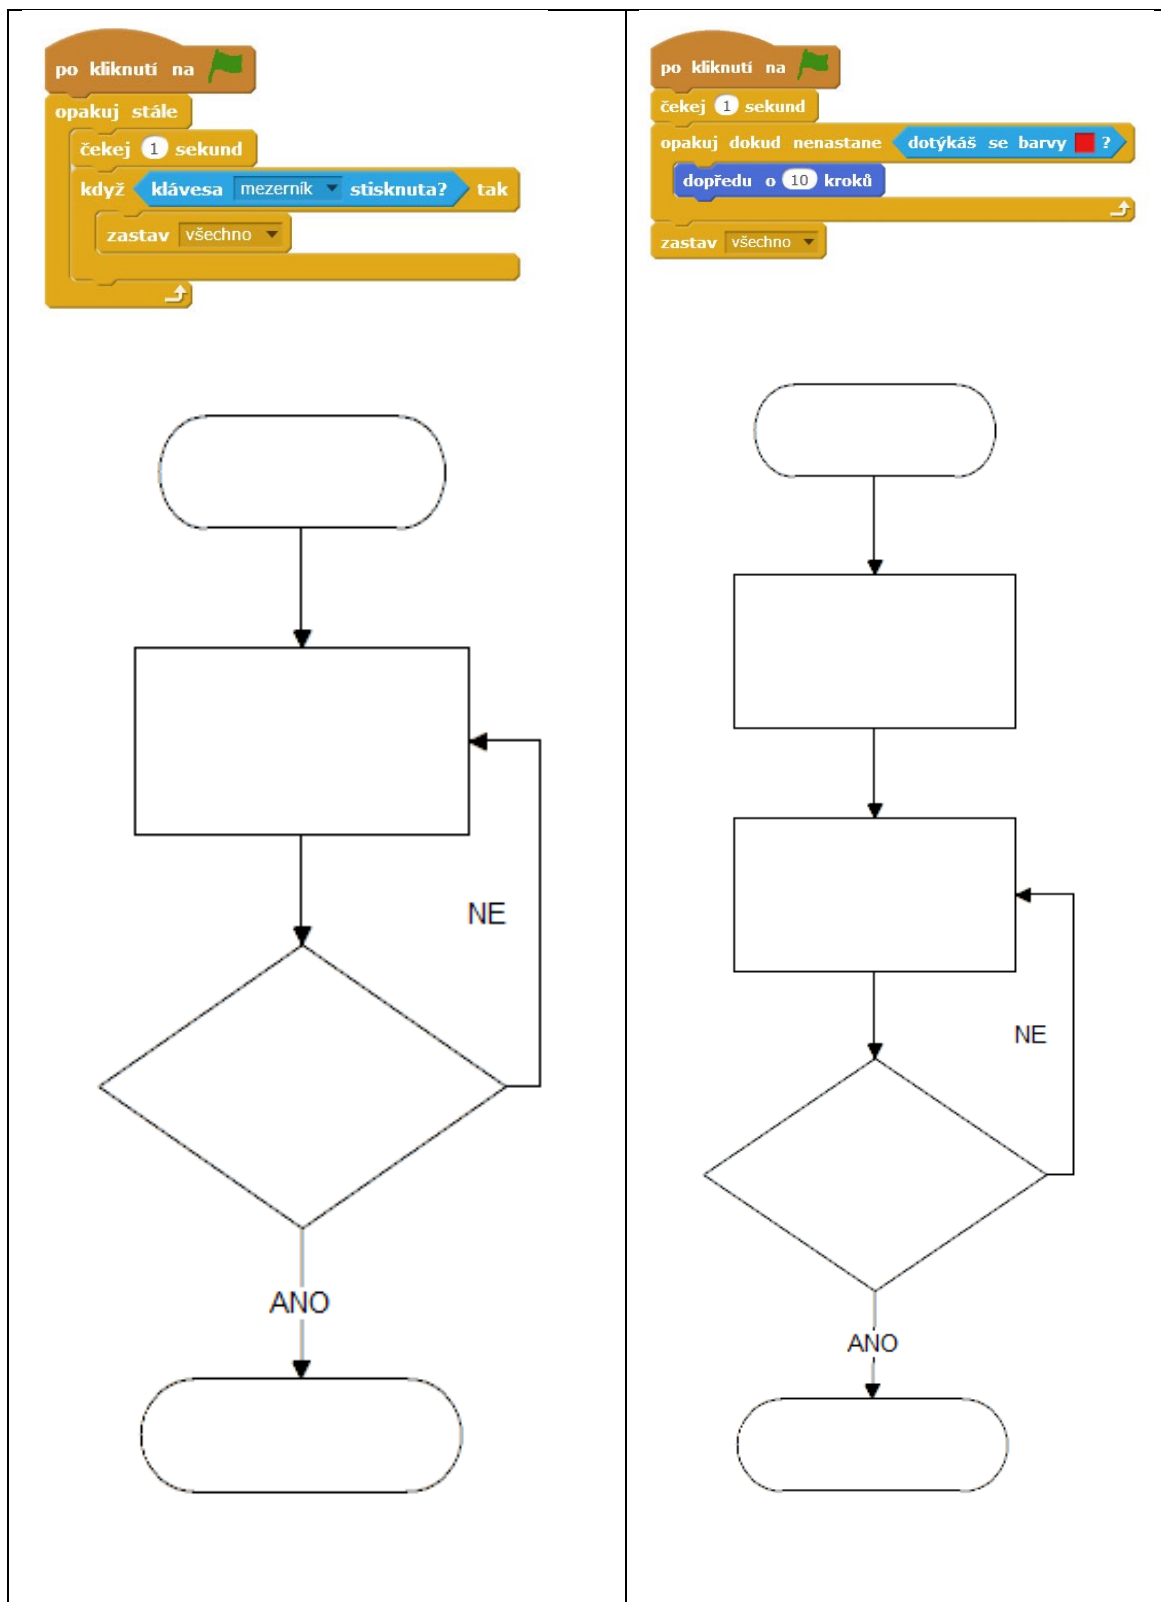 po kliknutí na
opakuj stále
čekej 1 sekund
když klávesa mezerník stisknuta? tak
zastav všechno
NE
ANO
po kliknutí na
čekej 1 sekund
opakuj dokud nenastane dotýkáš se barvy ?
dopředu o 10 kroků
zastav všechno
NE
ANO